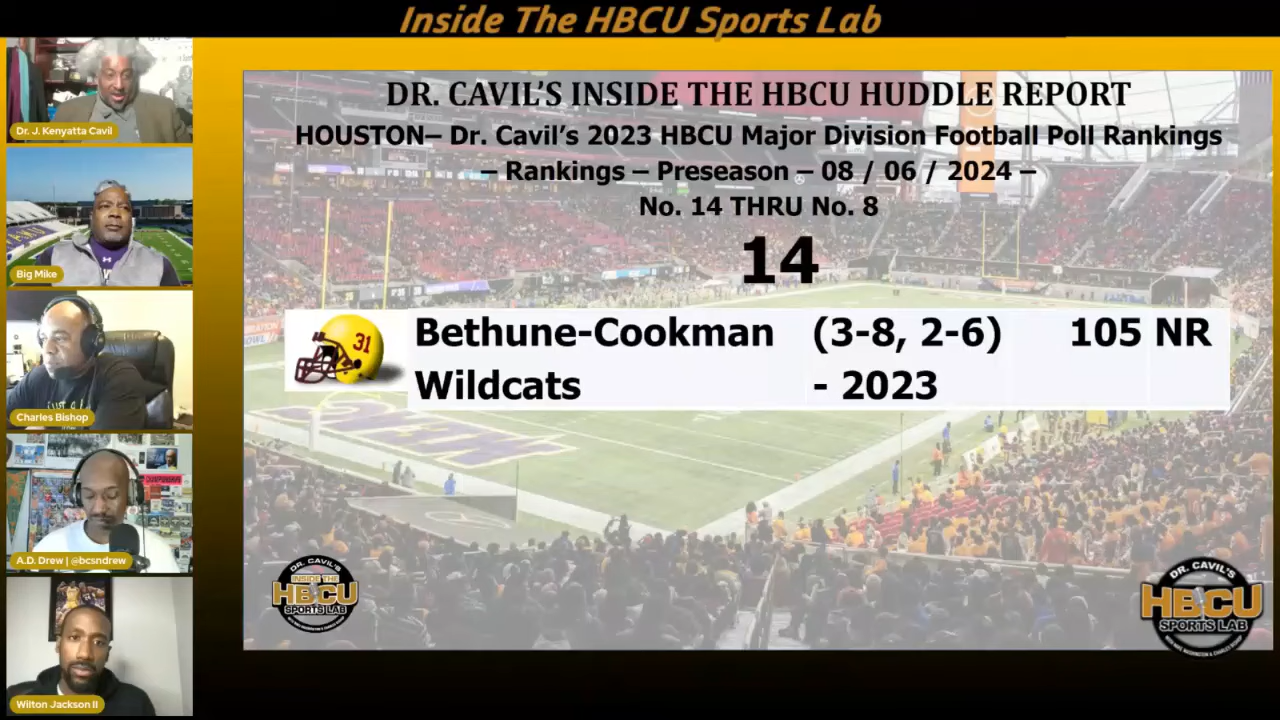 Inside The HBCU Sports Lab
DR. CAVIL'S INSIDE THE HBCU HUDDLE REPORT
HOUSTON– Dr. Cavil's 2023 HBCU Major Division Football Poll Rankings
– Rankings – Preseason – 08 / 06 / 2024 –
No. 14 THRU No. 8
14
31
Bethune-Cookman (3-8, 2-6) 105 NR
Wildcats - 2023
Dr. J. Kenyatta Cavil
Big Mike
Charles Bishop
A.D. Drew | @bcsndrew
Wilton Jackson II
DR. CAVIL'S
INSIDE THE
HBCU
SPORTS LAB
DR. CAVIL'S
HBCU
SPORTS LAB